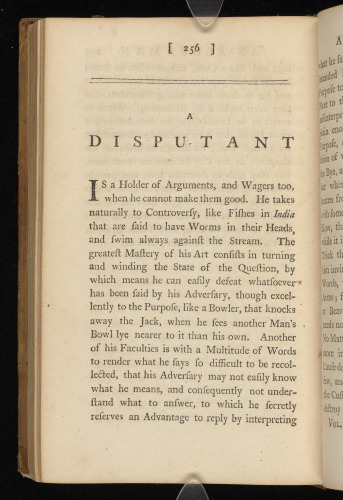 [ 256 ]
A
DISPUTANT
IS a Holder of Arguments, and Wagers too,
when he cannot make them good. He takes
naturally to Controverſy, like Fiſhes in India
that are ſaid to have Worms in their Heads,
and ſwim always againſt the Stream. The
greateſt Maſtery of his Art conſiſts in turning
and winding the State of the Queſtion, by
which means he can eaſily defeat whatſoever
has been ſaid by his Adverſary, though excel-
lently to the Purpoſe, like a Bowler, that knocks
away the Jack, when he ſees another Man's
Bowl lye nearer to it than his own. Another
of his Faculties is with a Multitude of Words
to render what he ſays ſo difficult to be recol-
lected, that his Adverſary may not eaſily know
what he means, and conſequently not under-
ſtand what to anſwer, to which he ſecretly
reſerves an Advantage to reply by interpreting